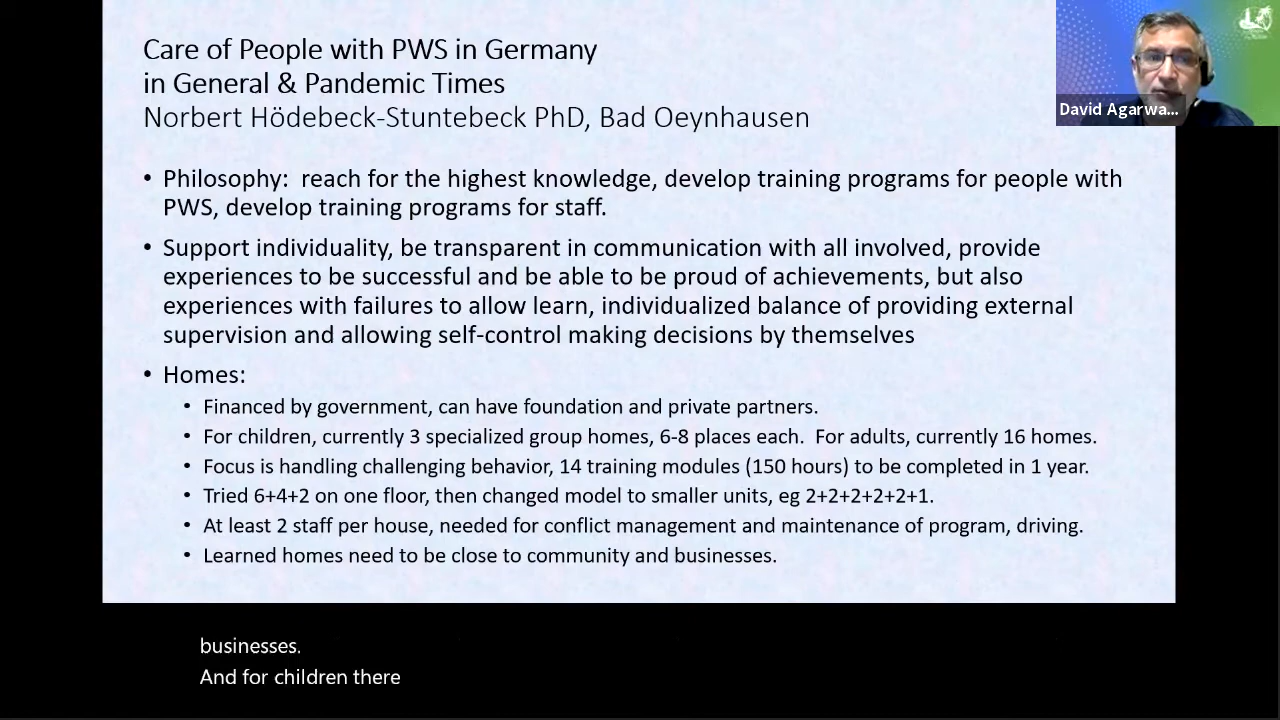 Care of People with PWS in Germany
in General & Pandemic Times
Norbert Hödebeck-Stuntebeck PhD, Bad Oeynhausen
David Agarwa...
• Philosophy: reach for the highest knowledge, develop training programs for people with
PWS, develop training programs for staff.
• Support individuality, be transparent in communication with all involved, provide
experiences to be successful and be able to be proud of achievements, but also
experiences with failures to allow learn, individualized balance of providing external
supervision and allowing self-control making decisions by themselves
• Homes:
• Financed by government, can have foundation and private partners.
• For children, currently 3 specialized group homes, 6-8 places each. For adults, currently 16 homes.
• Focus is handling challenging behavior, 14 training modules (150 hours) to be completed in 1 year.
• Tried 6+4+2 on one floor, then changed model to smaller units, eg 2+2+2+2+2+1.
• At least 2 staff per house, needed for conflict management and maintenance of program, driving.
• Learned homes need to be close to community and businesses.
businesses.
And for children there